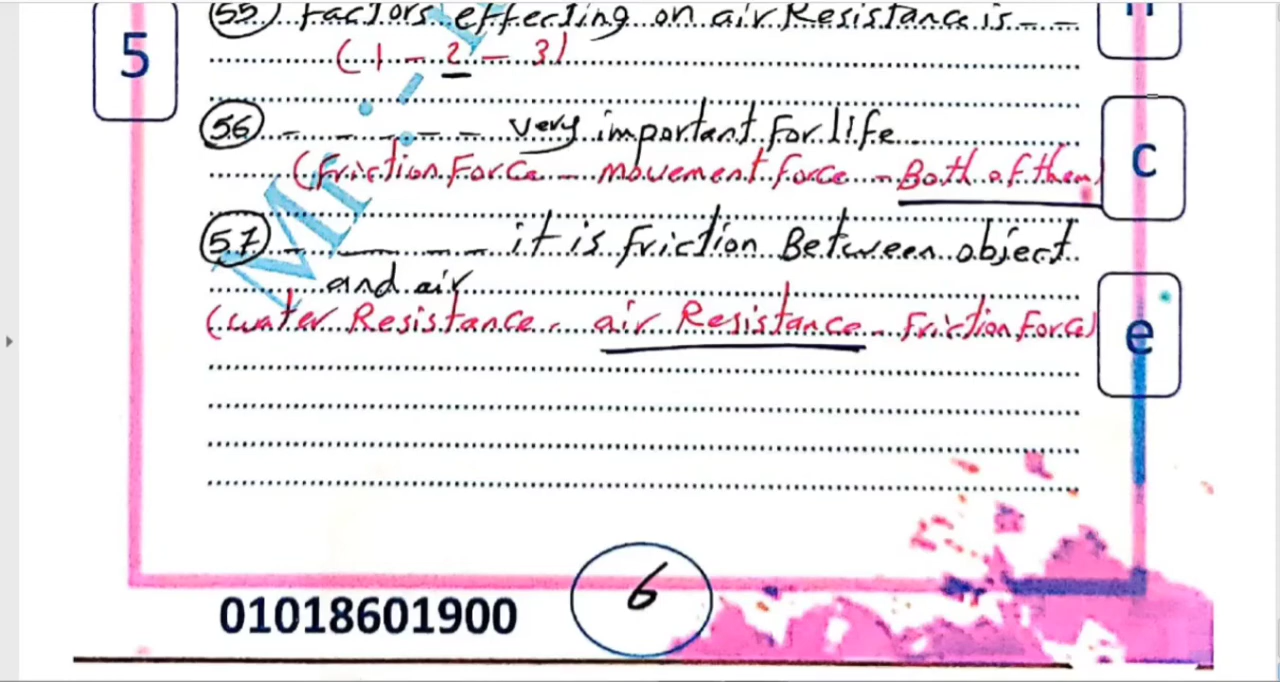 55) Factors effecting on air Resistance is - -
(1 - 2 - 3)
5
56 - - - - - very important For life
(Friction Force - movement force - Both of them)
c
57 - - - - it is friction Between object
and air
(water Resistance - air Resistance - Friction Force)
e
6
01018601900
Mr